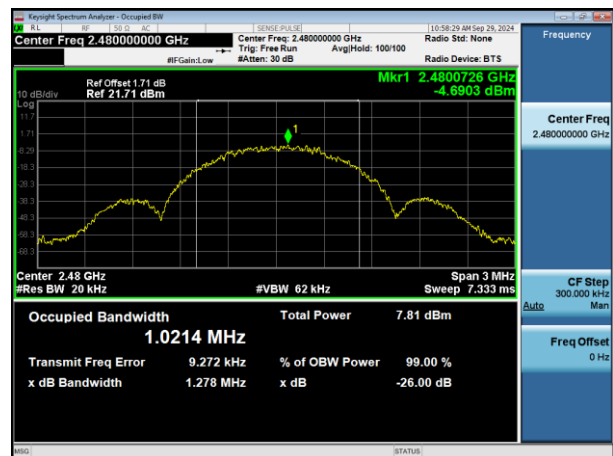 Keysight Spectrum Analyzer - Occupied BW
RL RF 50 Ω AC SENSE:PULSE 10:58:29 AM Sep 29, 2024
Center Freq 2.480000000 GHz Center Freq: 2.480000000 GHz Radio Std: None Frequency
Trig: Free Run Avg|Hold: 100/100
#IFGain:Low #Atten: 30 dB Radio Device: BTS
Ref Offset 1.71 dB Mkr1 2.4800726 GHz
10 dB/div Ref 21.71 dBm -4.6903 dBm
Log
11.7
1.71
-8.29
-18.3
-28.3
-38.3
-48.3
-58.3
-68.3
1
Center Freq
2.480000000 GHz
Center 2.48 GHz Span 3 MHz
#Res BW 20 kHz #VBW 62 kHz Sweep 7.333 ms
CF Step
300.000 kHz
Auto Man
Occupied Bandwidth Total Power 7.81 dBm
1.0214 MHz
Transmit Freq Error 9.272 kHz % of OBW Power 99.00 %
x dB Bandwidth 1.278 MHz x dB -26.00 dB
Freq Offset
0 Hz
MSG STATUS